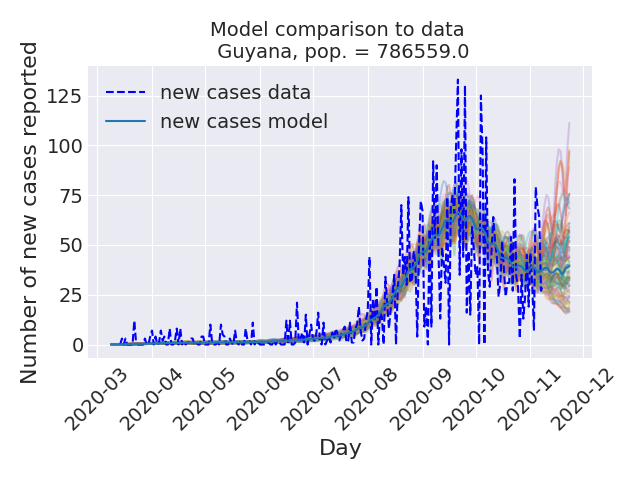 Model comparison to data
Guyana, pop. = 786559.0
Number of new cases reported
125
100
75
50
25
0
new cases data
new cases model
2020-03
2020-04
2020-05
2020-06
2020-07
2020-08
2020-09
2020-10
2020-11
2020-12
Day